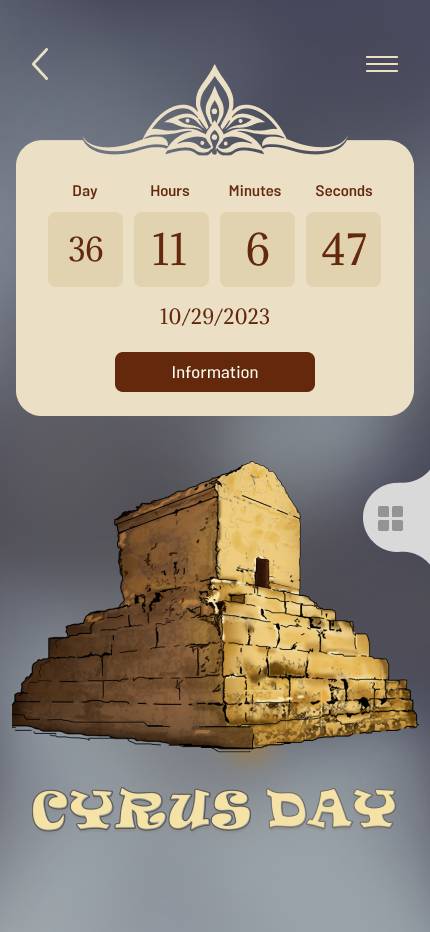 Day Hours Minutes Seconds
36 11 6 47
10/29/2023
Information
CYRUS DAY